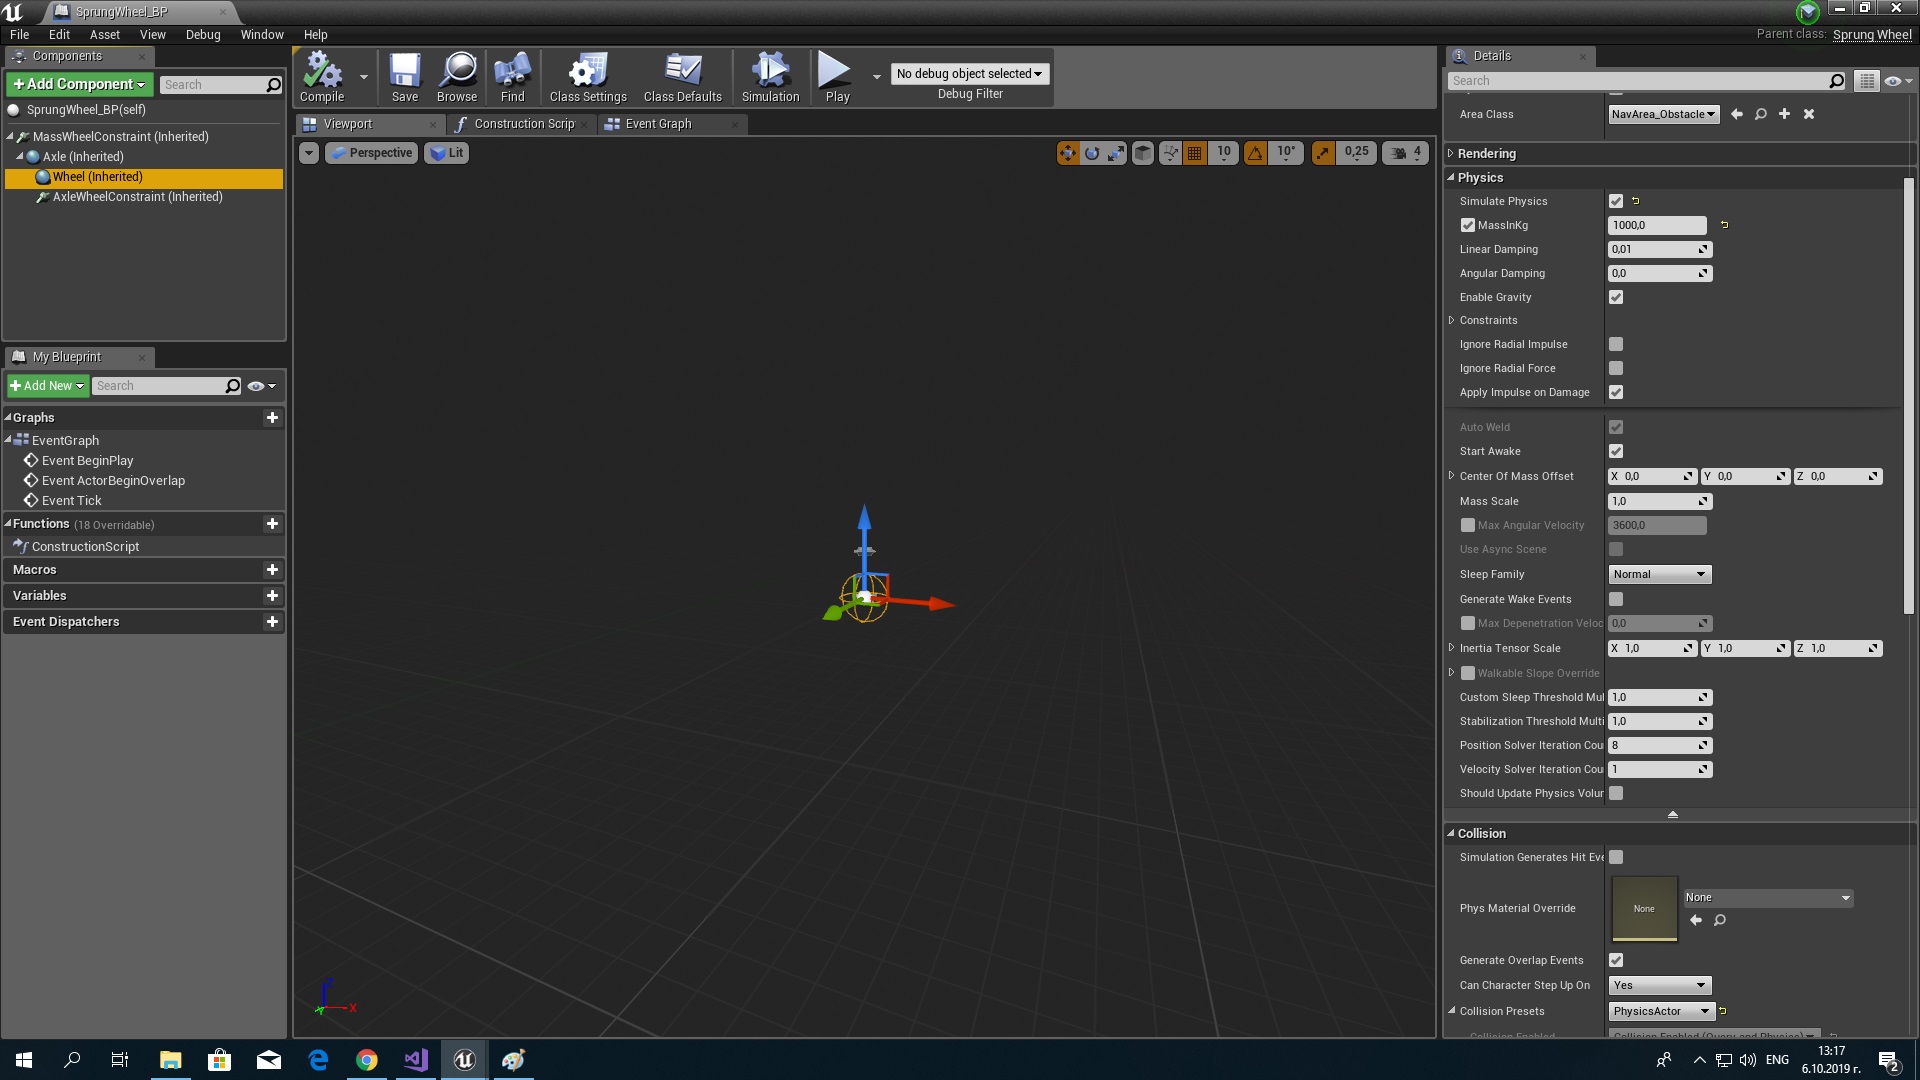 SprungWheel_BP
File Edit Asset View Debug Window Help
Parent class: Sprung Wheel
Components
+Add Component
Search
SprungWheel_BP(self)
MassWheelConstraint (Inherited)
Axle (Inherited)
Wheel (Inherited)
AxleWheelConstraint (Inherited)
My Blueprint
+Add New
Search
Graphs
EventGraph
Event BeginPlay
Event ActorBeginOverlap
Event Tick
Functions (18 Overridable)
ConstructionScript
Macros
Variables
Event Dispatchers
Compile
Save
Browse
Find
Class Settings
Class Defaults
Simulation
Play
No debug object selected
Debug Filter
Viewport
Construction Scrip
Event Graph
Perspective
Lit
10
10°
0,25
4
Z
X
Y
Details
Search
Area Class NavArea_Obstacle
Rendering
Physics
Simulate Physics
MassInKg 1000,0
Linear Damping 0,01
Angular Damping 0,0
Enable Gravity
Constraints
Ignore Radial Impulse
Ignore Radial Force
Apply Impulse on Damage
Auto Weld
Start Awake
Center Of Mass Offset X 0,0 Y 0,0 Z 0,0
Mass Scale 1,0
Max Angular Velocity 3600,0
Use Async Scene
Sleep Family Normal
Generate Wake Events
Max Depenetration Veloc 0,0
Inertia Tensor Scale X 1,0 Y 1,0 Z 1,0
Walkable Slope Override
Custom Sleep Threshold Mul 1,0
Stabilization Threshold Multi 1,0
Position Solver Iteration Cou 8
Velocity Solver Iteration Cou 1
Should Update Physics Volur
Collision
Simulation Generates Hit Eve
Phys Material Override None None
Generate Overlap Events
Can Character Step Up On Yes
Collision Presets PhysicsActor
Collision Enabled Collision Enabled (Query and Physics)
ENG
13:17
6.10.2019 г.
2